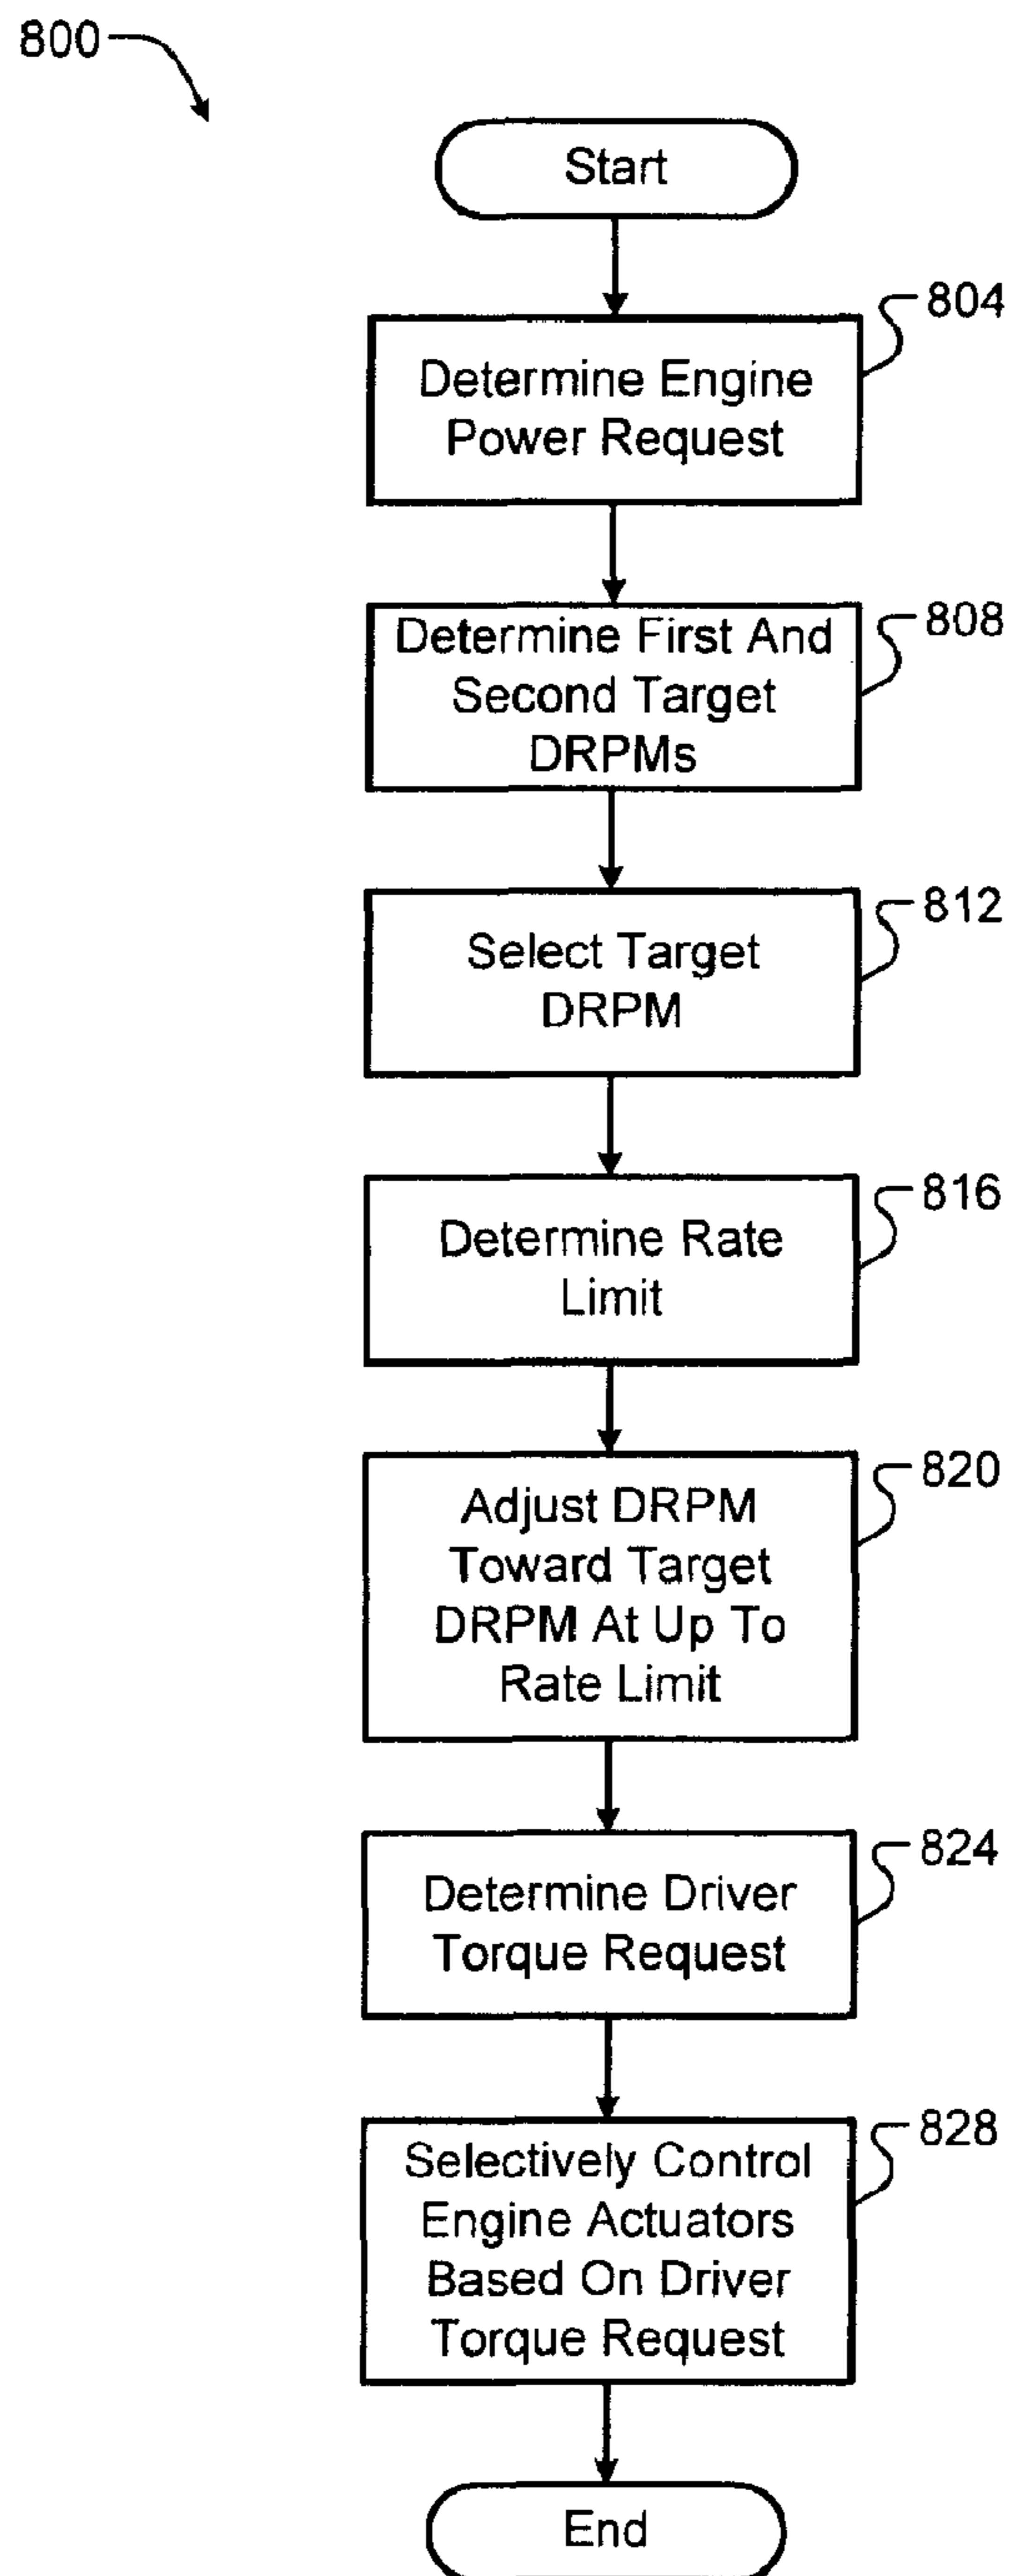 800
Start
804
Determine Engine
Power Request
808
Determine First And
Second Target
DRPMs
812
Select Target
DRPM
816
Determine Rate
Limit
820
Adjust DRPM
Toward Target
DRPM At Up To
Rate Limit
824
Determine Driver
Torque Request
828
Selectively Control
Engine Actuators
Based On Driver
Torque Request
End